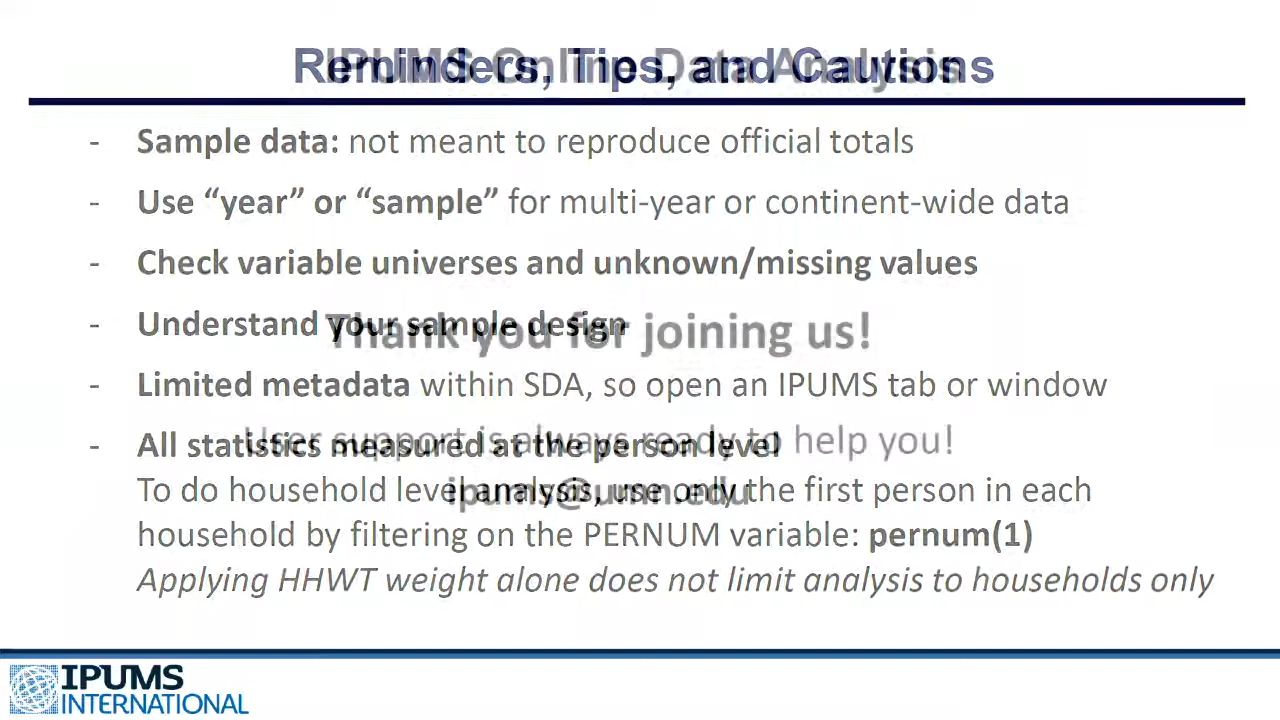 Reminders, Tips, and Cautions
IPUMS Online Data Analysis
- Sample data: not meant to reproduce official totals
- Use “year” or “sample” for multi-year or continent-wide data
- Check variable universes and unknown/missing values
- Understand your sample design
Thank you for joining us!
- Limited metadata within SDA, so open an IPUMS tab or window
- All statistics measured at the person level
User support is always ready to help you!
To do household level analysis, use only the first person in each
ipums@umn.edu
household by filtering on the PERNUM variable: pernum(1)
Applying HHWT weight alone does not limit analysis to households only
IPUMS
INTERNATIONAL